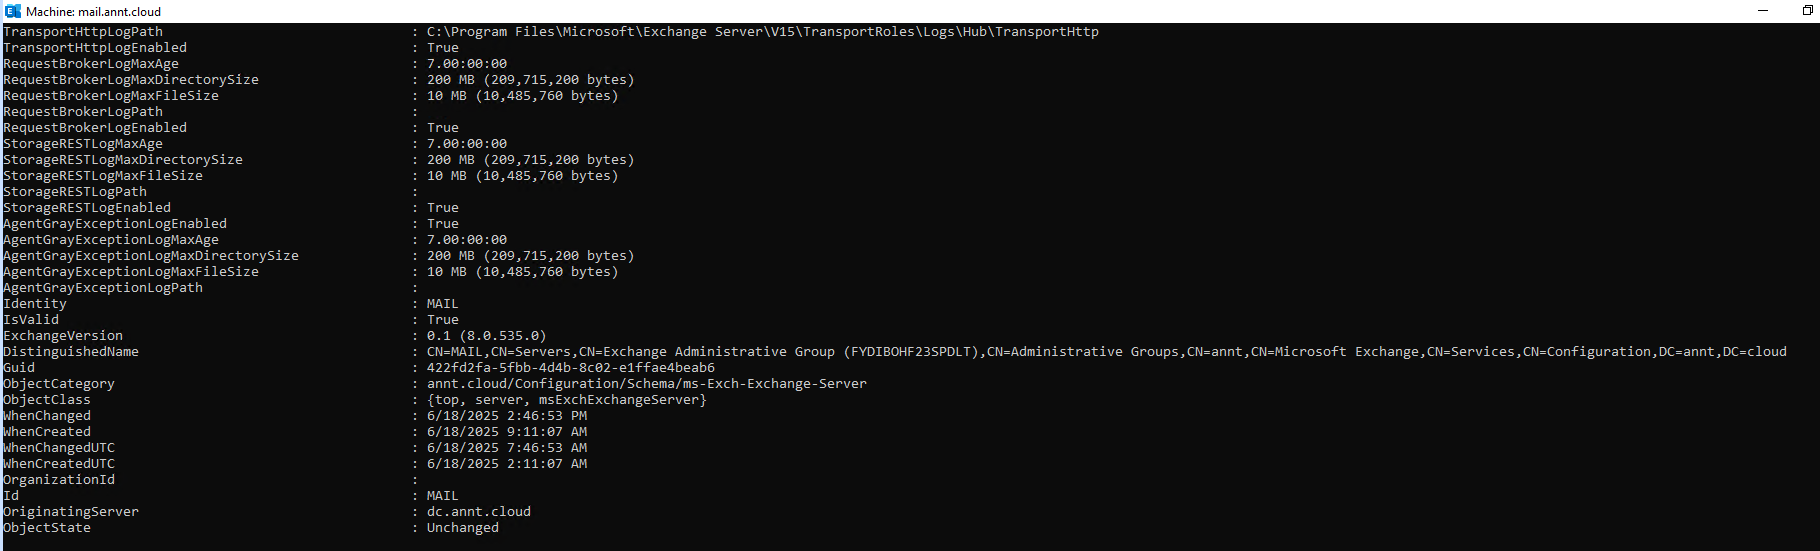 Machine: mail.annt.cloud
TransportHttpLogPath : C:\Program Files\Microsoft\Exchange Server\V15\TransportRoles\Logs\Hub\TransportHttp
TransportHttpLogEnabled : True
RequestBrokerLogMaxAge : 7.00:00:00
RequestBrokerLogMaxDirectorySize : 200 MB (209,715,200 bytes)
RequestBrokerLogMaxFileSize : 10 MB (10,485,760 bytes)
RequestBrokerLogPath :
RequestBrokerLogEnabled : True
StorageRESTLogMaxAge : 7.00:00:00
StorageRESTLogMaxDirectorySize : 200 MB (209,715,200 bytes)
StorageRESTLogMaxFileSize : 10 MB (10,485,760 bytes)
StorageRESTLogPath :
StorageRESTLogEnabled : True
AgentGrayExceptionLogEnabled : True
AgentGrayExceptionLogMaxAge : 7.00:00:00
AgentGrayExceptionLogMaxDirectorySize : 200 MB (209,715,200 bytes)
AgentGrayExceptionLogMaxFileSize : 10 MB (10,485,760 bytes)
AgentGrayExceptionLogPath :
Identity : MAIL
IsValid : True
ExchangeVersion : 0.1 (8.0.535.0)
DistinguishedName : CN=MAIL,CN=Servers,CN=Exchange Administrative Group (FYDIBOHF23SPDLT),CN=Administrative Groups,CN=annt,CN=Microsoft Exchange,CN=Services,CN=Configuration,DC=annt,DC=cloud
Guid : 422fd2fa-5fbb-4d4b-8c02-e1ffae4beab6
ObjectCategory : annt.cloud/Configuration/Schema/ms-Exch-Exchange-Server
ObjectClass : {top, server, msExchExchangeServer}
WhenChanged : 6/18/2025 2:46:53 PM
WhenCreated : 6/18/2025 9:11:07 AM
WhenChangedUTC : 6/18/2025 7:46:53 AM
WhenCreatedUTC : 6/18/2025 2:11:07 AM
OrganizationId :
Id : MAIL
OriginatingServer : dc.annt.cloud
ObjectState : Unchanged